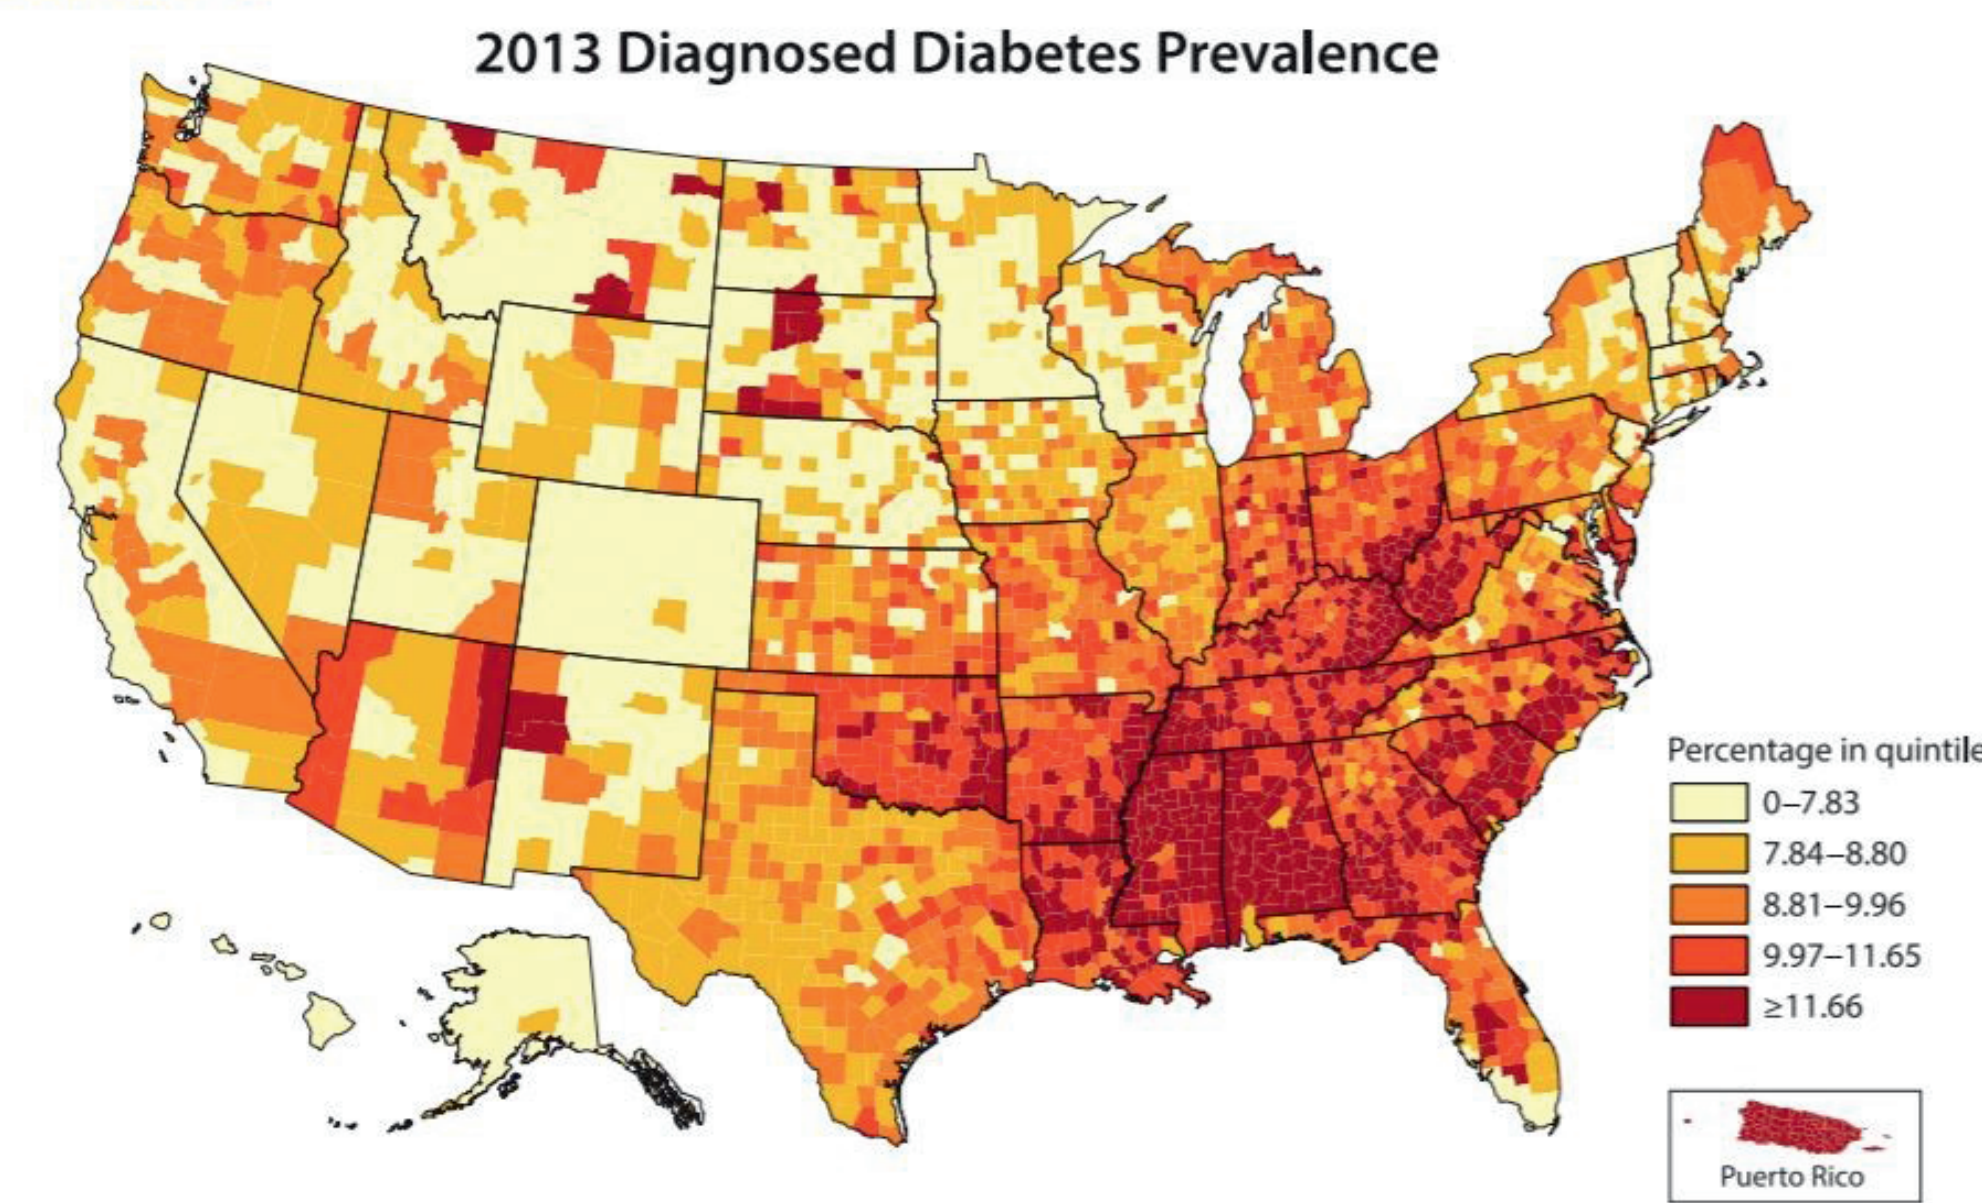 2013 Diagnosed Diabetes Prevalence
Percentage in quintile
0–7.83
7.84–8.80
8.81–9.96
9.97–11.65
≥11.66
Puerto Rico